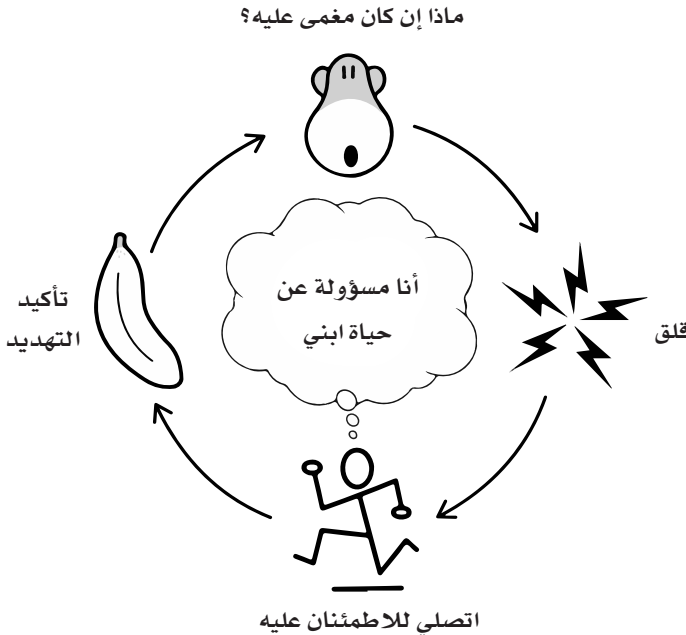 ماذا إن كان مغمى عليه؟
أنا مسؤولة عن
حياة ابني
قلق
تأكيد
التهديد
اتصلي للاطمئنان عليه